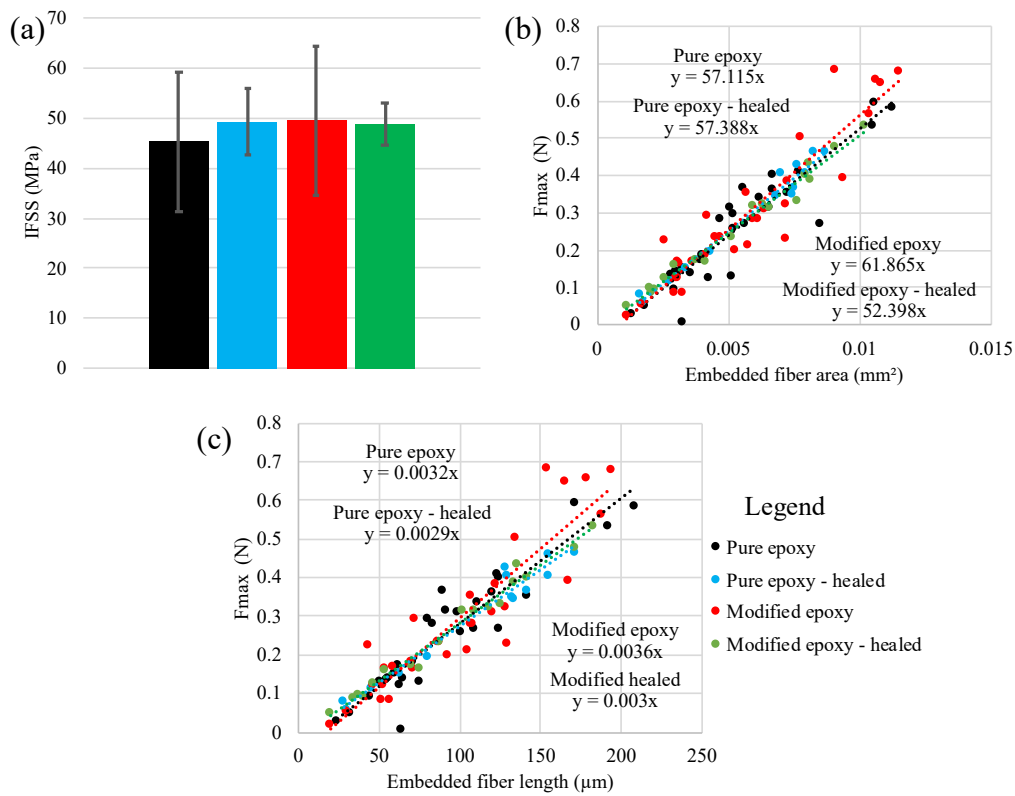 (a)
70
60
50
40
30
20
10
0
IFSS (MPa)
(b)
0.8
0.7
0.6
0.5
0.4
0.3
0.2
0.1
0
Fmax (N)
Pure epoxy
y = 57.115x
Pure epoxy - healed
y = 57.388x
Modified epoxy
y = 61.865x
Modified epoxy - healed
y = 52.398x
0 0.005 0.01 0.015
Embedded fiber area (mm²)
(c)
0.8
0.7
0.6
0.5
0.4
0.3
0.2
0.1
0
Fmax (N)
Pure epoxy
y = 0.0032x
Pure epoxy - healed
y = 0.0029x
Modified epoxy
y = 0.0036x
Modified healed
y = 0.003x
0 50 100 150 200 250
Embedded fiber length (µm)
Legend
Pure epoxy
Pure epoxy - healed
Modified epoxy
Modified epoxy - healed